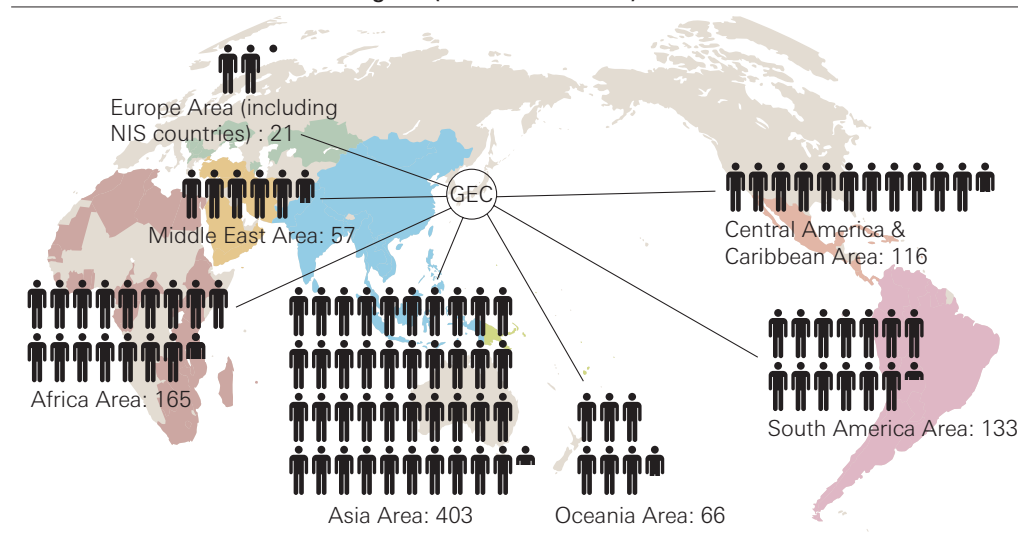 Europe Area (including
NIS countries) : 21
GEC
Middle East Area: 57
Central America &
Caribbean Area: 116
Africa Area: 165
South America Area: 133
Asia Area: 403
Oceania Area: 66